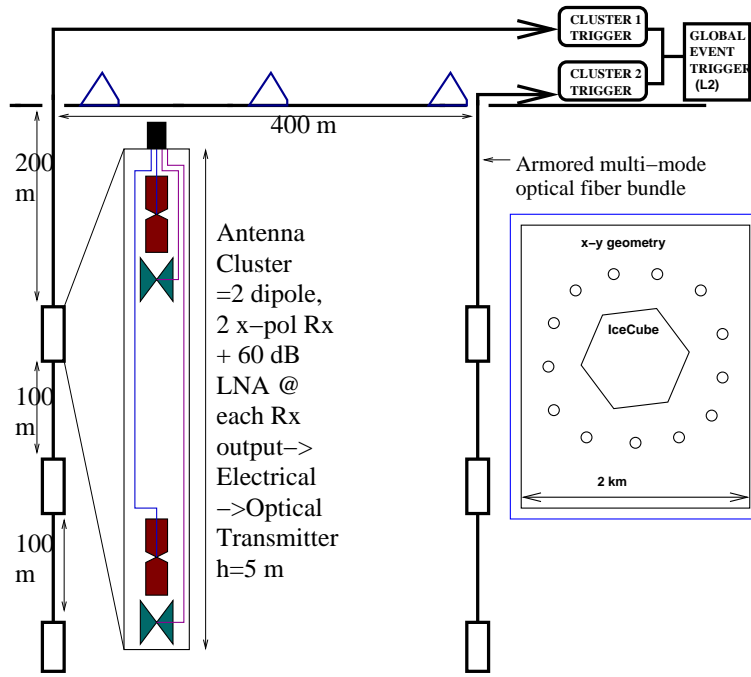 CLUSTER 1
TRIGGER
CLUSTER 2
TRIGGER
GLOBAL
EVENT
TRIGGER
(L2)
400 m
200
m
Armored multi−mode
optical fiber bundle
Antenna
Cluster
=2 dipole,
2 x−pol Rx
+ 60 dB
LNA @
each Rx
output−>
Electrical
−>Optical
Transmitter
h=5 m
x−y geometry
IceCube
2 km
100
m
100
m